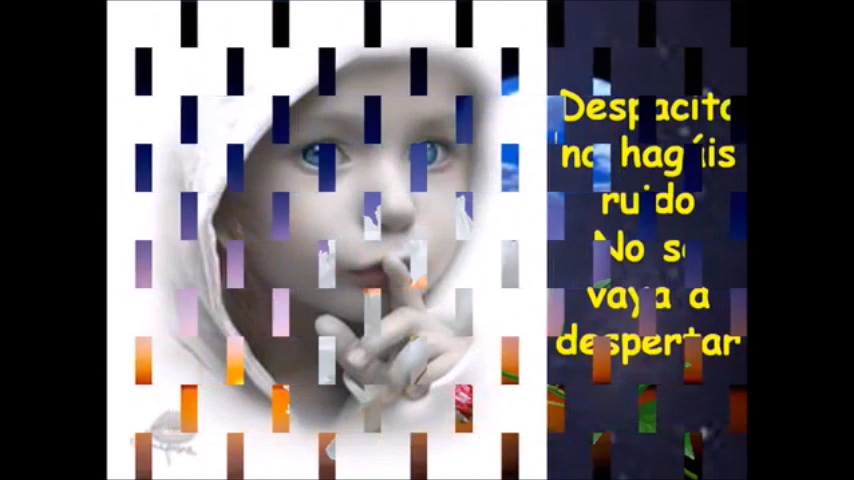 Despacito
no hagáis
ruido
No se
vaya a
despertar